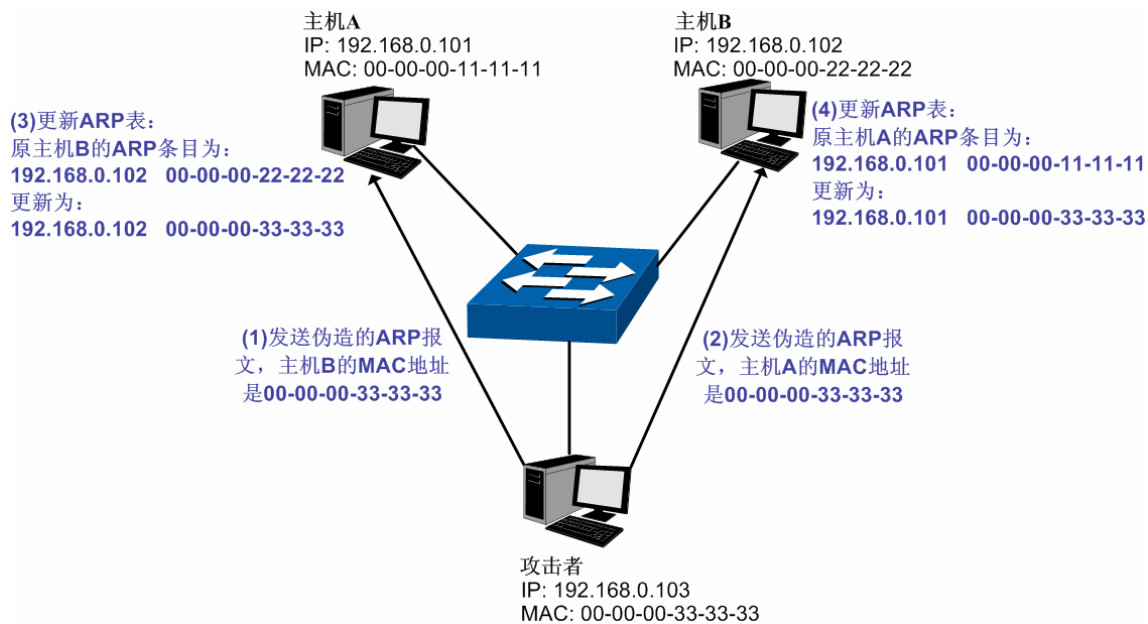 主机A
IP: 192.168.0.101
MAC: 00-00-00-11-11-11
主机B
IP: 192.168.0.102
MAC: 00-00-00-22-22-22
(3)更新ARP表：
原主机B的ARP条目为：
192.168.0.102 00-00-00-22-22-22
更新为：
192.168.0.102 00-00-00-33-33-33
(4)更新ARP表：
原主机A的ARP条目为：
192.168.0.101 00-00-00-11-11-11
更新为：
192.168.0.101 00-00-00-33-33-33
(1)发送伪造的ARP报
文，主机B的MAC地址
是00-00-00-33-33-33
(2)发送伪造的ARP报
文，主机A的MAC地址
是00-00-00-33-33-33
攻击者
IP: 192.168.0.103
MAC: 00-00-00-33-33-33